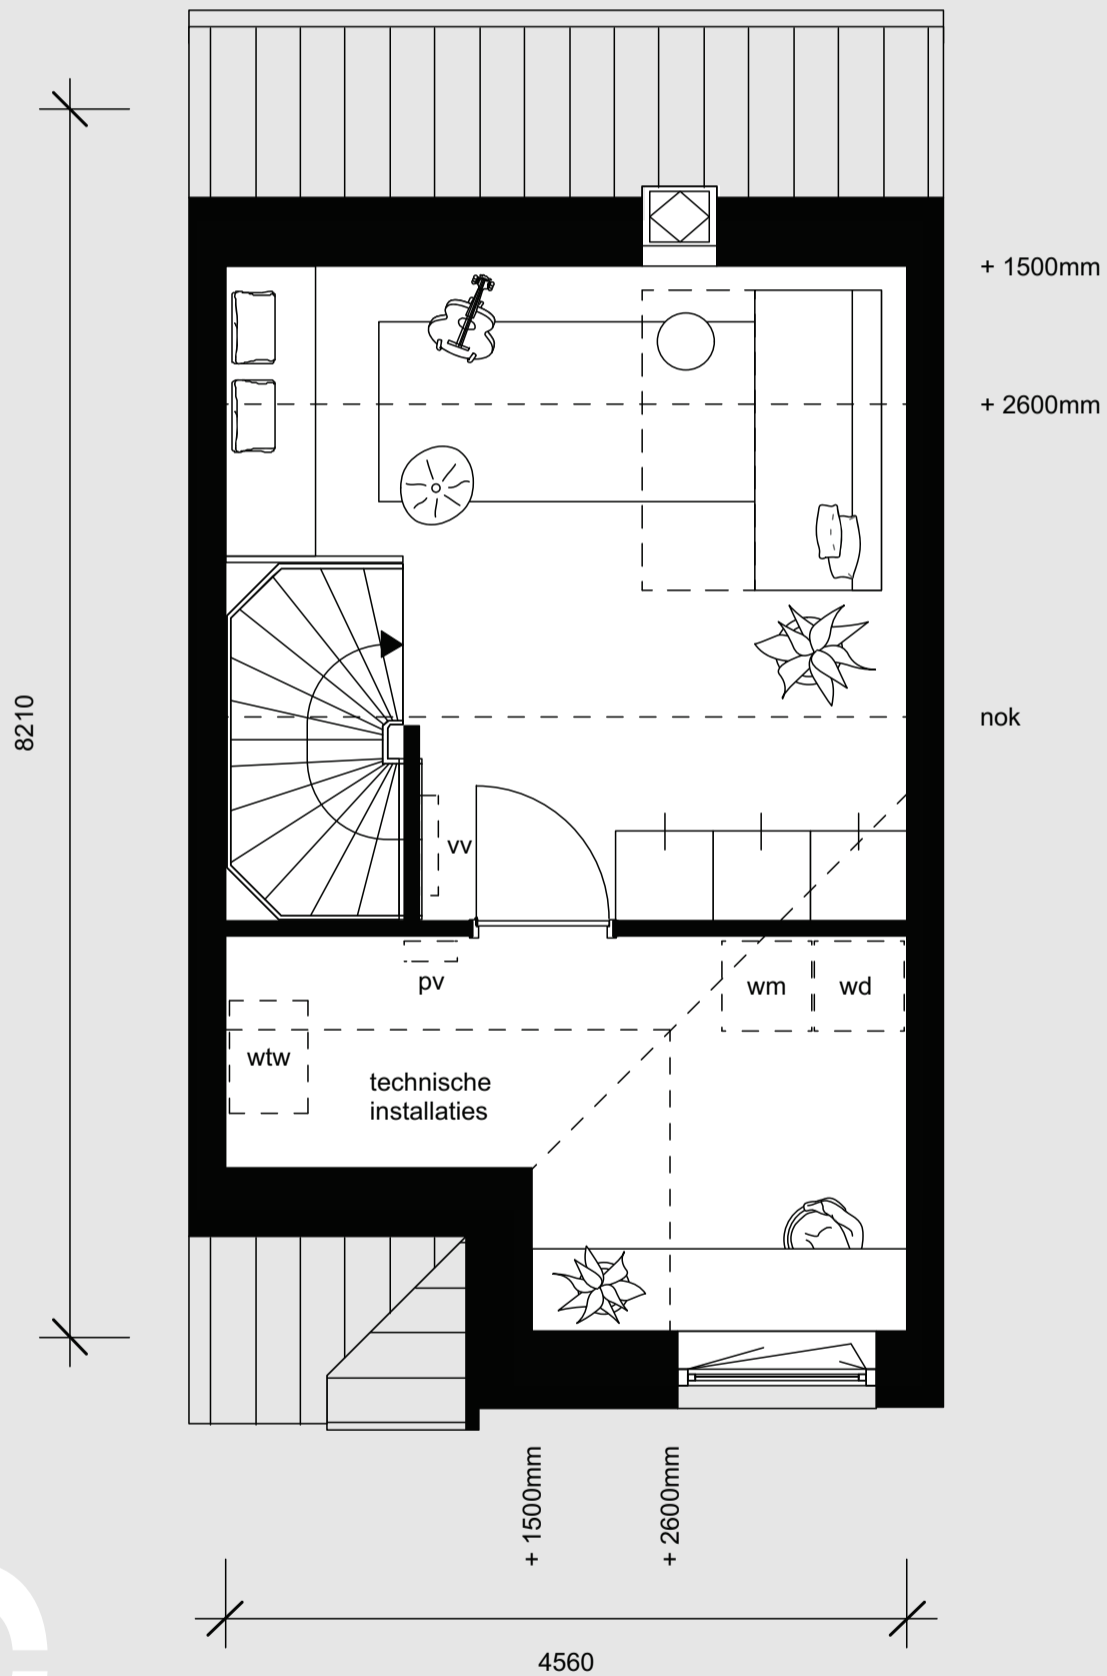 + 1500mm
+ 2600mm
8210
nok
vv
pv
wm
wd
wtw
technische
installaties
+ 1500mm
+ 2600mm
4560